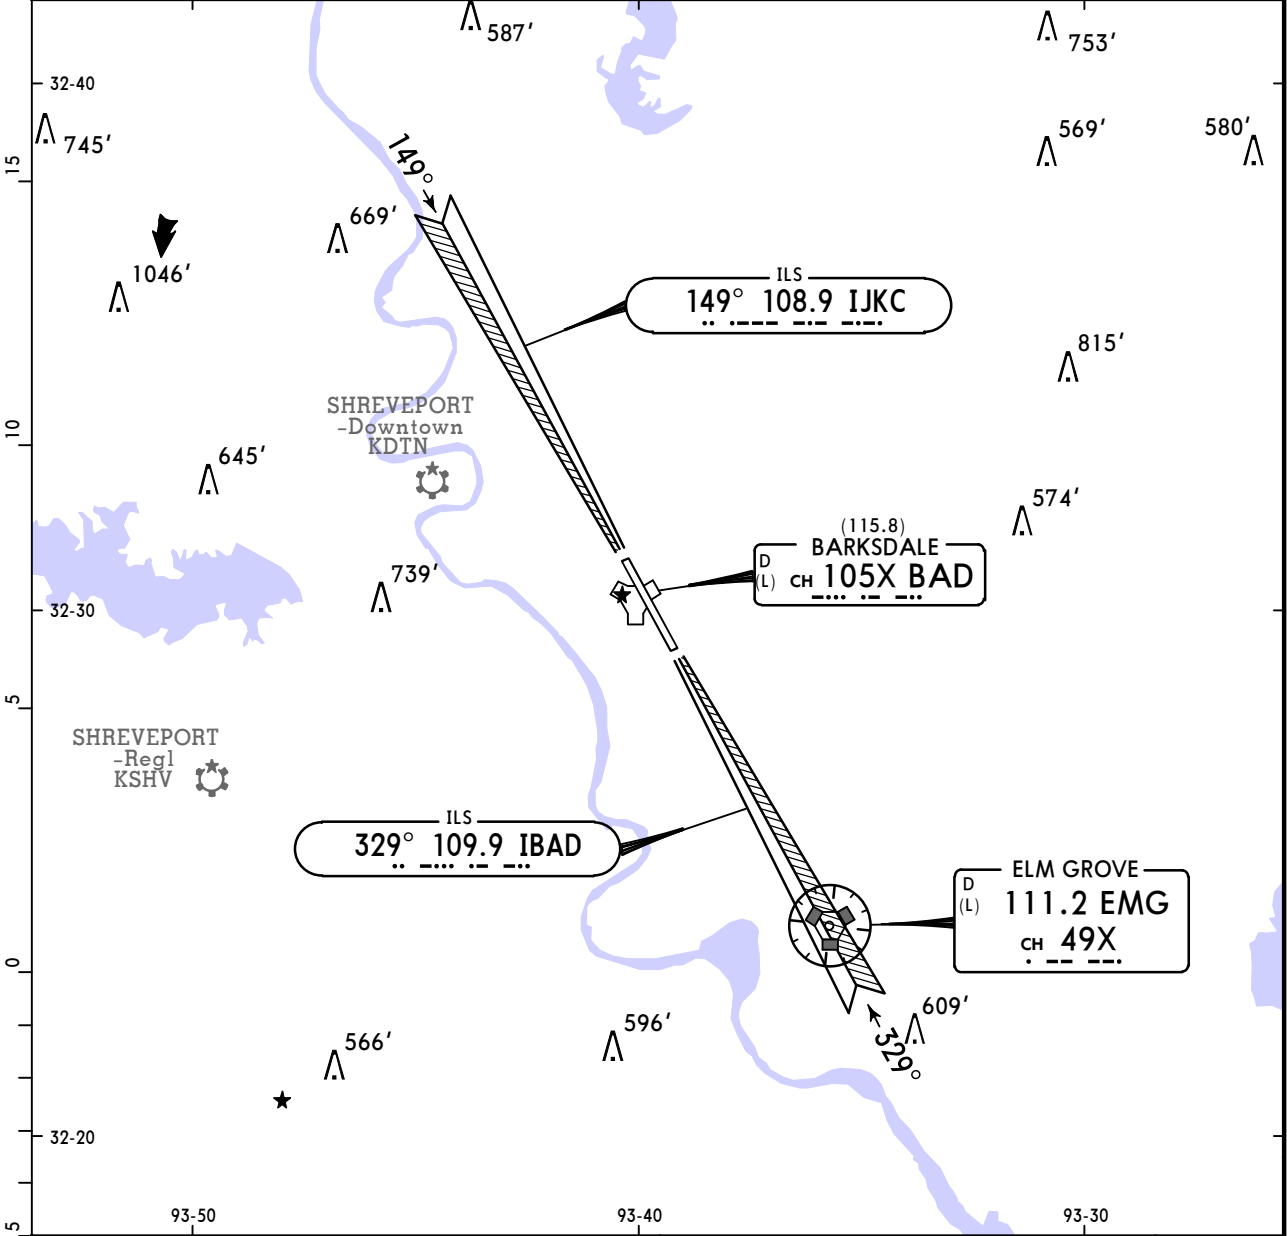 587'
753'
32-40
745'
569'
580'
15
149°
669'
1046'
ILS
149° 108.9 IJKC
815'
SHREVEPORT
-Downtown
KDTN
10
645'
574'
(115.8)
BARKSDALE
D
(L) CH 105X BAD
739'
32-30
5
SHREVEPORT
-Regl
KSHV
ILS
329° 109.9 IBAD
ELM GROVE
D
(L) 111.2 EMG
CH 49X
0
609'
596'
566'
329°
32-20
5
93-50
93-40
93-30